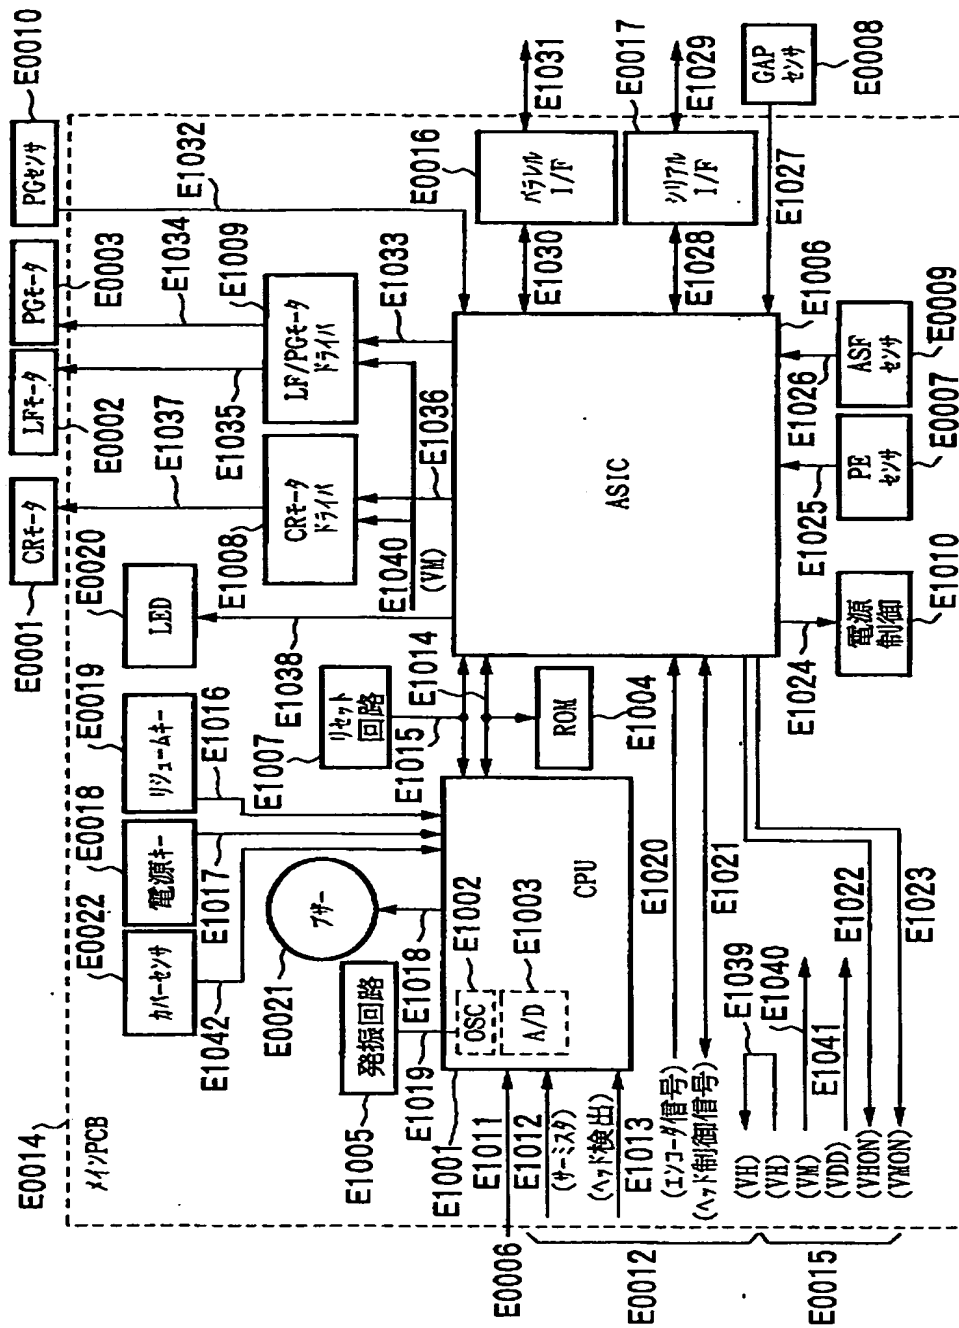 E0014
メインPCB
E0022
E0018
E0019
E0020
E0001
E0002
E0003
E0010
カバーセンサ
電源キー
リジュームキー
LED
CRモータ
LFモータ
PGモータ
PGセンサ
E1042
E1017
E1016
E1038
E1037
E1035
E1034
E1032
E1005
発振回路
E0021
ブザー
E1007
リセット
回路
E1008
CRモータ
ドライバ
LF/PGモータ
ドライバ
E1009
E1019
E1018
E1015
E1014
E1040
(VM)
E1036
E1033
E0016
パラレル
I/F
E1031
E1030
E0017
シリアル
I/F
E1029
E1028
GAP
センサ
E0008
E1027
E1001
OSC
E1002
A/D
E1003
CPU
ROM
E1004
ASIC
E1006
E0006
E1011
E1012
(サーミスタ)
(ヘッド検出)
E1013
(エンコーダ信号)
E1020
(ヘッド制御信号)
E1021
E0012
(VH)
E1039
(VH)
(VM)
E1040
(VDD)
E1041
(VHON)
E1022
(VMON)
E1023
E0015
E1024
電源
制御
E1010
E1025
PE
センサ
E0007
E1026
ASF
センサ
E0009